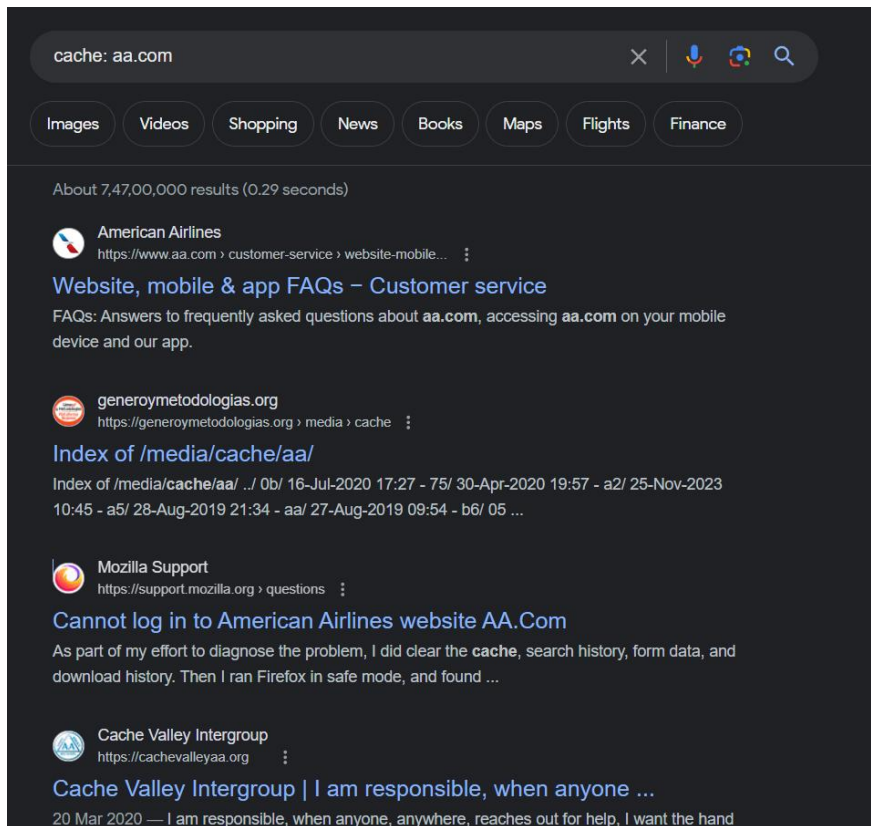 cache: aa.com
Images Videos Shopping News Books Maps Flights Finance
About 7,47,00,000 results (0.29 seconds)
American Airlines
https://www.aa.com › customer-service › website-mobile...
Website, mobile & app FAQs − Customer service
FAQs: Answers to frequently asked questions about aa.com, accessing aa.com on your mobile
device and our app.
generoymetodologias.org
https://generoymetodologias.org › media › cache
Index of /media/cache/aa/
Index of /media/cache/aa/ ../ 0b/ 16-Jul-2020 17:27 - 75/ 30-Apr-2020 19:57 - a2/ 25-Nov-2023
10:45 - a5/ 28-Aug-2019 21:34 - aa/ 27-Aug-2019 09:54 - b6/ 05 ...
Mozilla Support
https://support.mozilla.org › questions
Cannot log in to American Airlines website AA.Com
As part of my effort to diagnose the problem, I did clear the cache, search history, form data, and
download history. Then I ran Firefox in safe mode, and found ...
Cache Valley Intergroup
https://cachevalleyaa.org
Cache Valley Intergroup | I am responsible, when anyone ...
20 Mar 2020 — I am responsible, when anyone, anywhere, reaches out for help, I want the hand